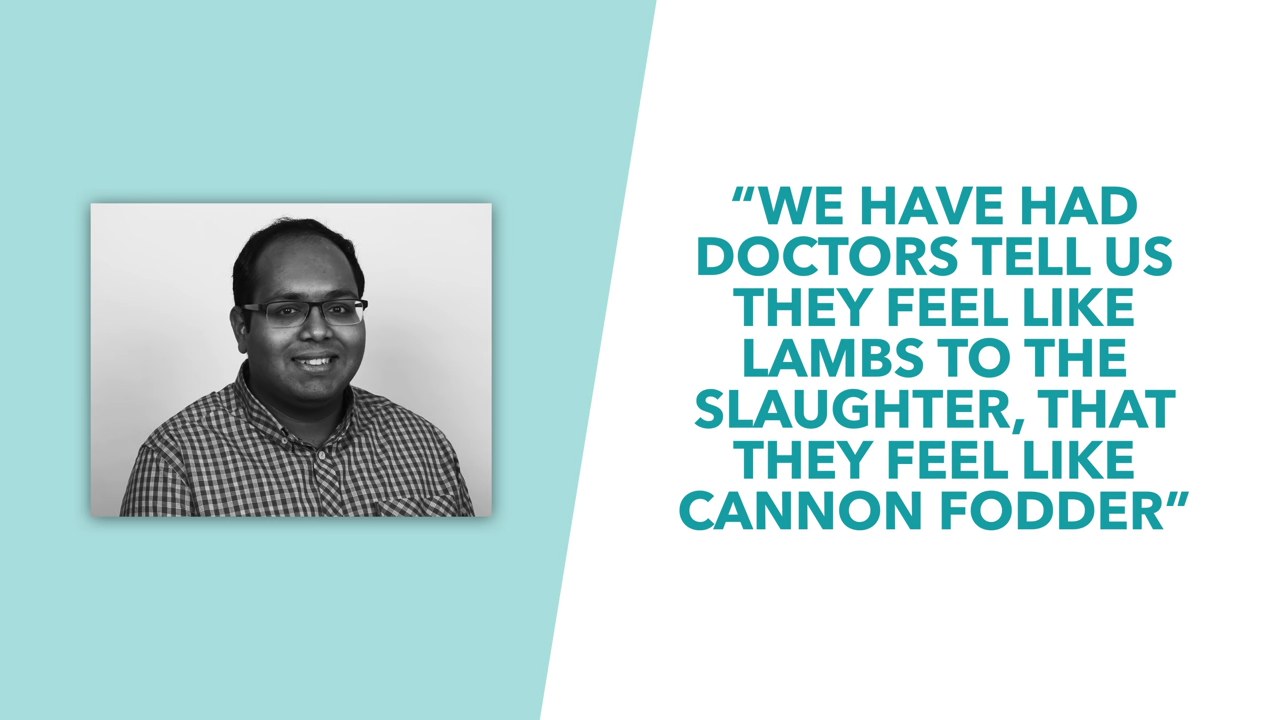 “WE HAVE HAD
DOCTORS TELL US
THEY FEEL LIKE
LAMBS TO THE
SLAUGHTER, THAT
THEY FEEL LIKE
CANNON FODDER”